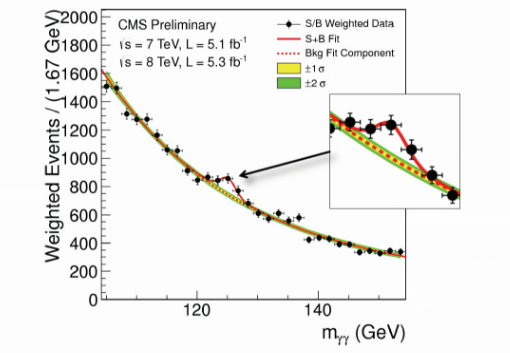 CMS Preliminary
√s = 7 TeV, L = 5.1 fb⁻¹
√s = 8 TeV, L = 5.3 fb⁻¹
S/B Weighted Data
S+B Fit
Bkg Fit Component
±1 σ
±2 σ
Weighted Events / (1.67 GeV)
2000
1800
1600
1400
1200
1000
800
600
400
200
0
120
140
mγγ (GeV)